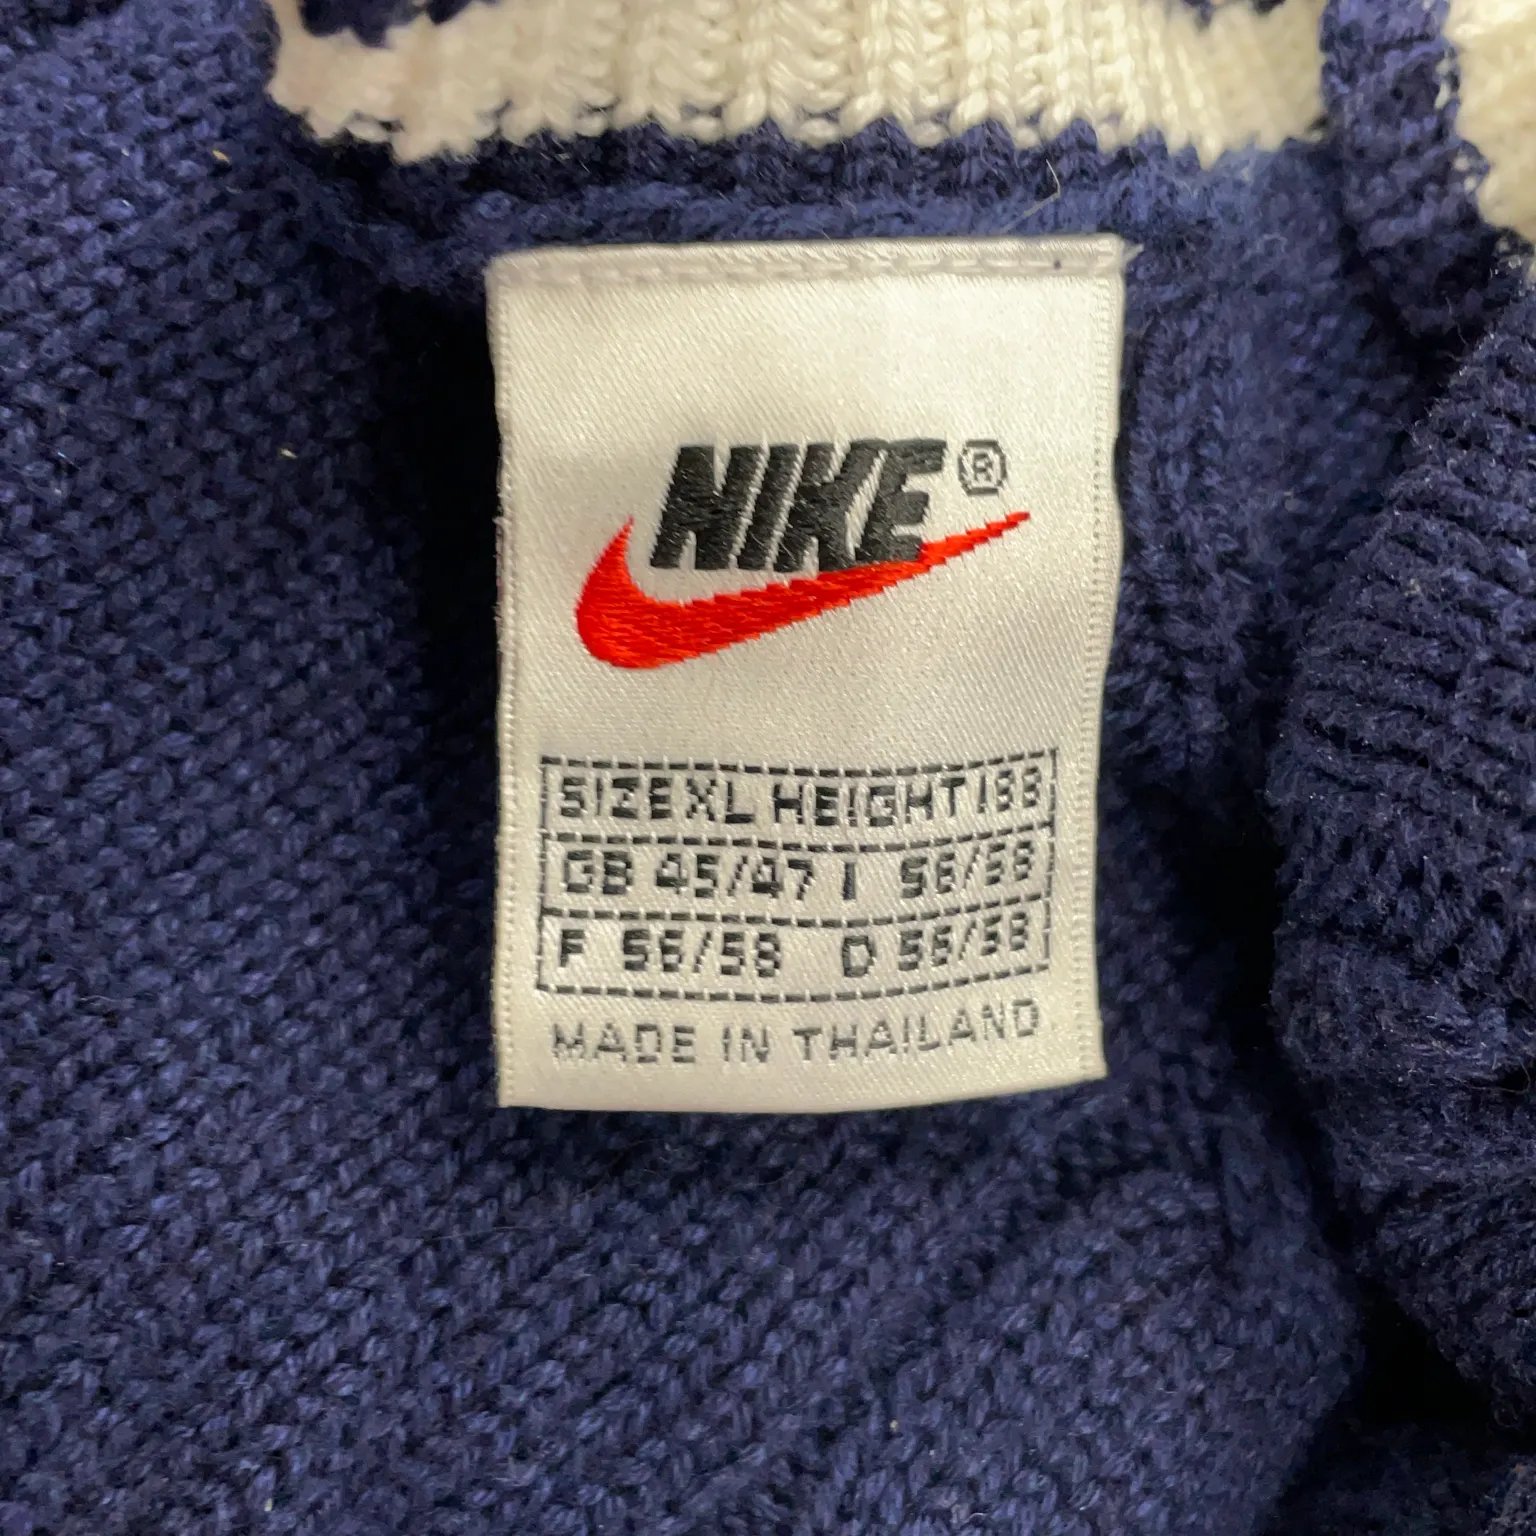 NIKE®
SIZE XL HEIGHT 188
GB 45/47 I 56/58
F 56/58 D 56/58
MADE IN THAILAND